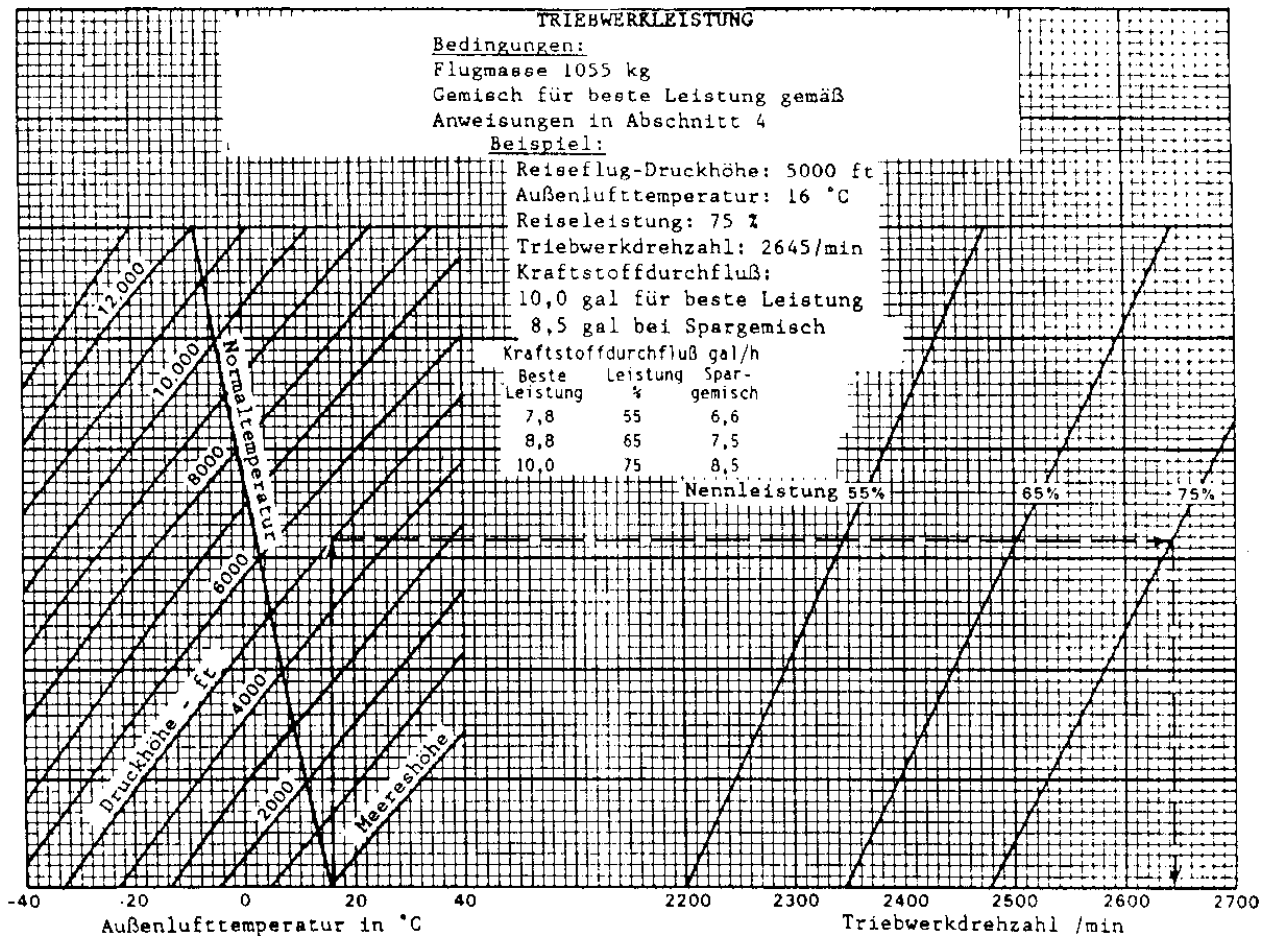 TRIEBWERKLEISTUNG
Bedingungen:
Flugmasse 1055 kg
Gemisch für beste Leistung gemäß
Anweisungen in Abschnitt 4
Beispiel:
Reiseflug-Druckhöhe: 5000 ft
Außenlufttemperatur: 16 °C
Reiseleistung: 75 %
Triebwerkdrehzahl: 2645/min
Kraftstoffdurchfluß:
10,0 gal für beste Leistung
8,5 gal bei Spargemisch
Kraftstoffdurchfluß gal/h
Beste Leistung Spar-
Leistung % gemisch
7,8 55 6,6
8,8 65 7,5
10,0 75 8,5
Nennleistung 55% 65% 75%
12.000
10.000
8000
6000
4000
2000
Normaltemperatur
Druckhöhe - ft
Meereshöhe
-40 -20 0 20 40 2200 2300 2400 2500 2600 2700
Außenlufttemperatur in °C Triebwerkdrehzahl /min